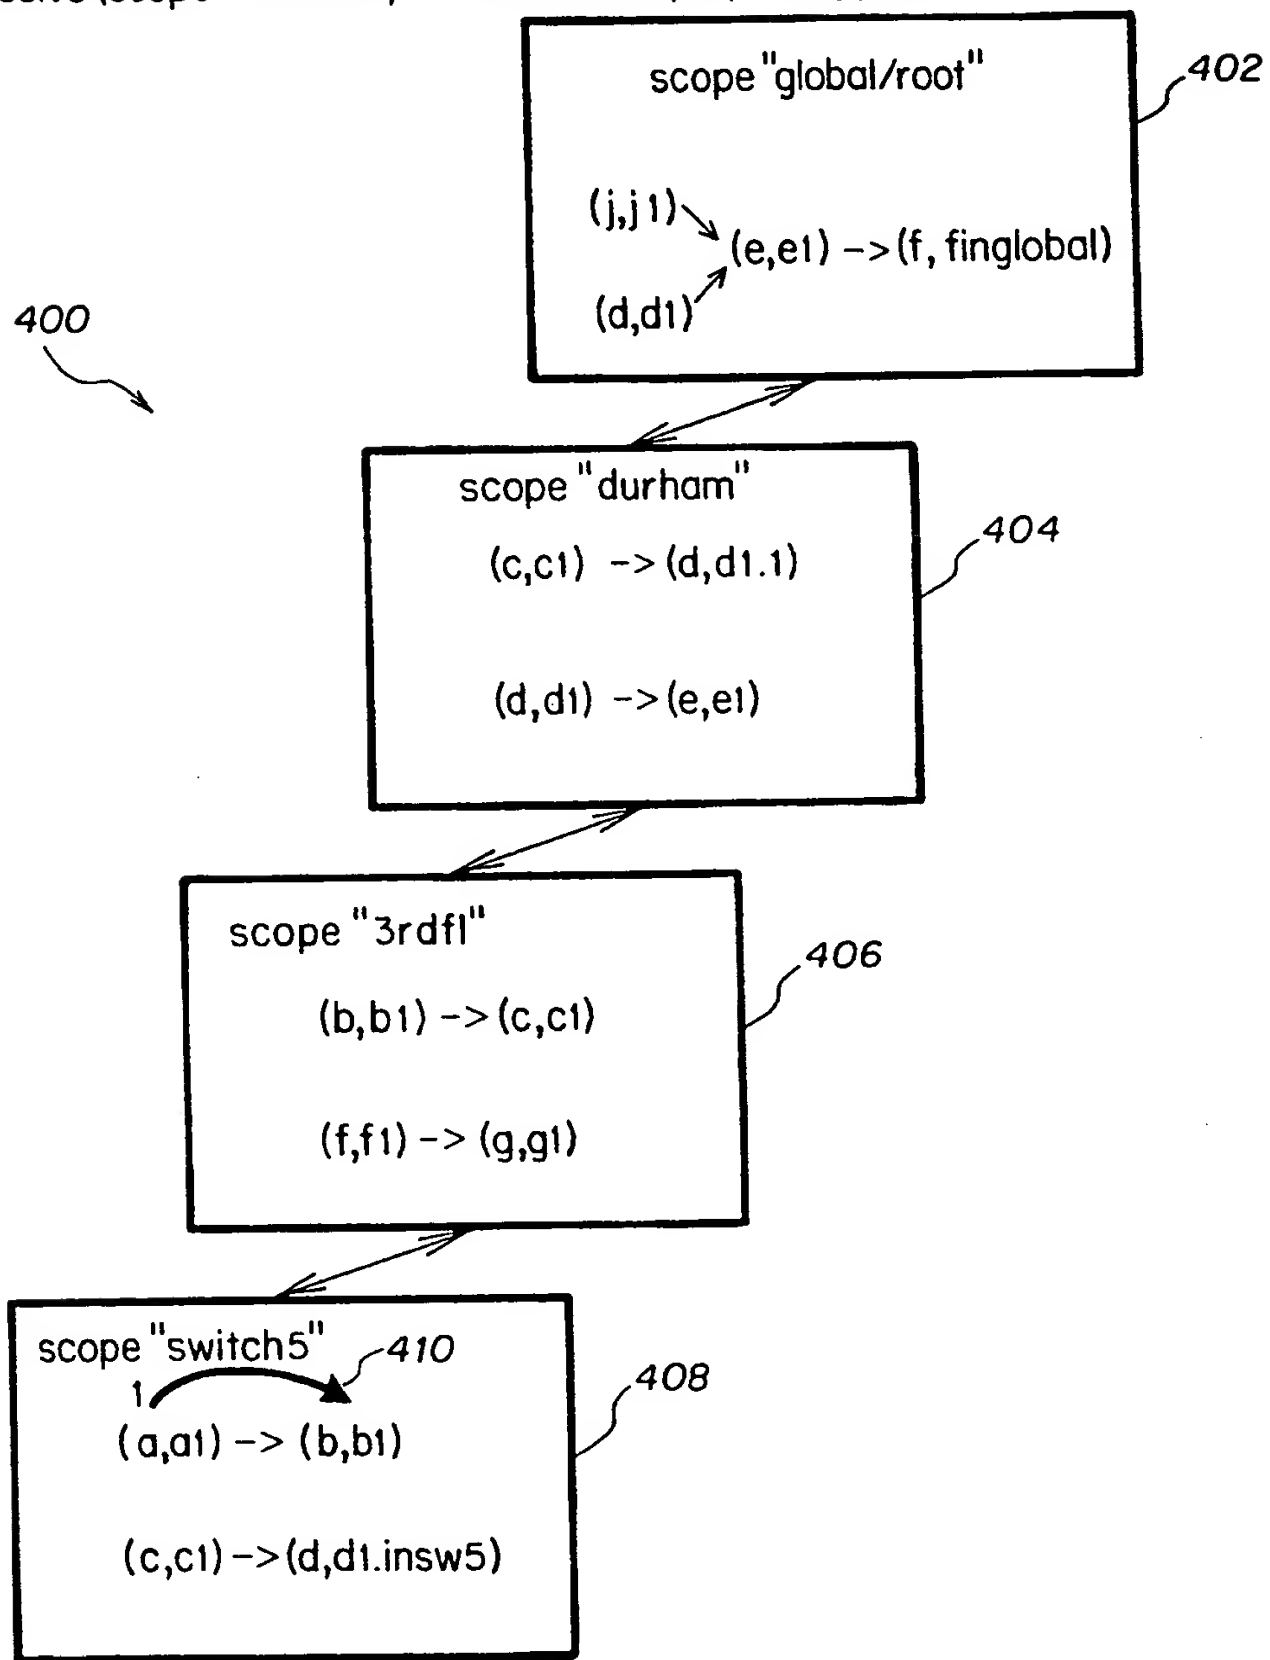 scope "global/root"
402
(j,j1)
(e,e1) -> (f, finglobal)
(d,d1)
400
scope "durham"
404
(c,c1) -> (d,d1.1)
(d,d1) -> (e,e1)
scope "3rdfl"
406
(b,b1) -> (c,c1)
(f,f1) -> (g,g1)
scope "switch5"
410
408
1
(a,a1) -> (b,b1)
(c,c1) -> (d,d1.insw5)